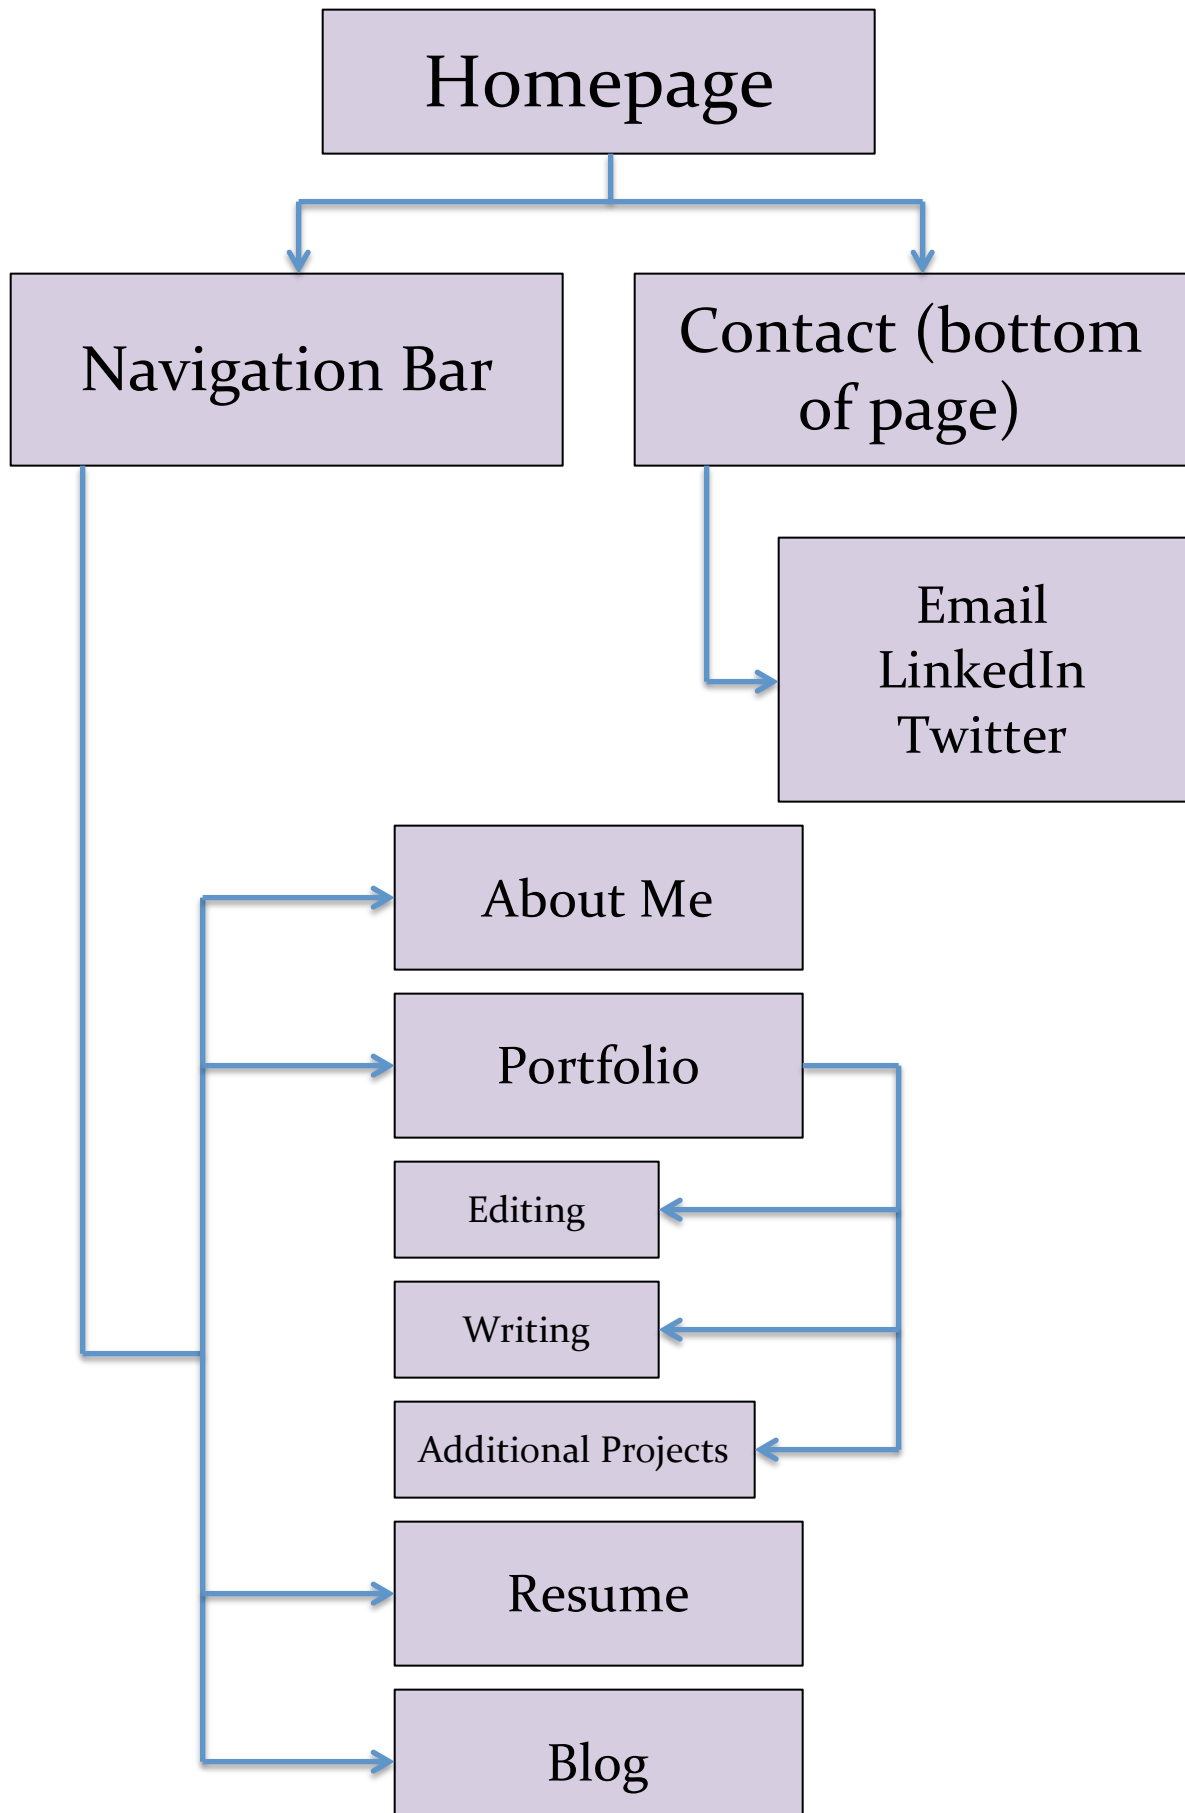 Homepage
Navigation Bar
Contact (bottom
of page)
Email
LinkedIn
Twitter
About Me
Portfolio
Editing
Writing
Additional Projects
Resume
Blog